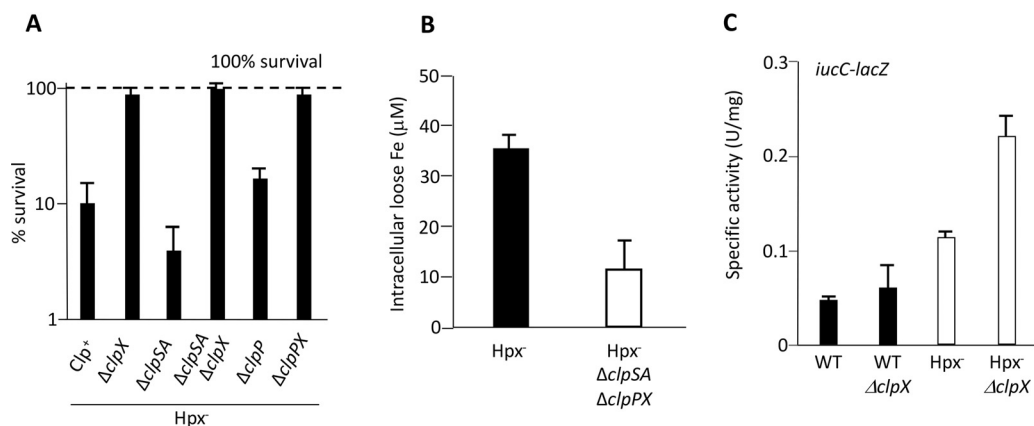 A
100% survival
% survival
100
10
1
Clp⁺
ΔclpX
ΔclpSA
ΔclpSA
ΔclpX
ΔclpP
ΔclpPX
Hpx⁻
B
Intracellular loose Fe (μM)
50
40
30
20
10
0
Hpx⁻
Hpx⁻
ΔclpSA
ΔclpPX
C
iucC-lacZ
Specific activity (U/mg)
0.3
0.2
0.1
0
WT
WT
ΔclpX
Hpx⁻
Hpx⁻
ΔclpX